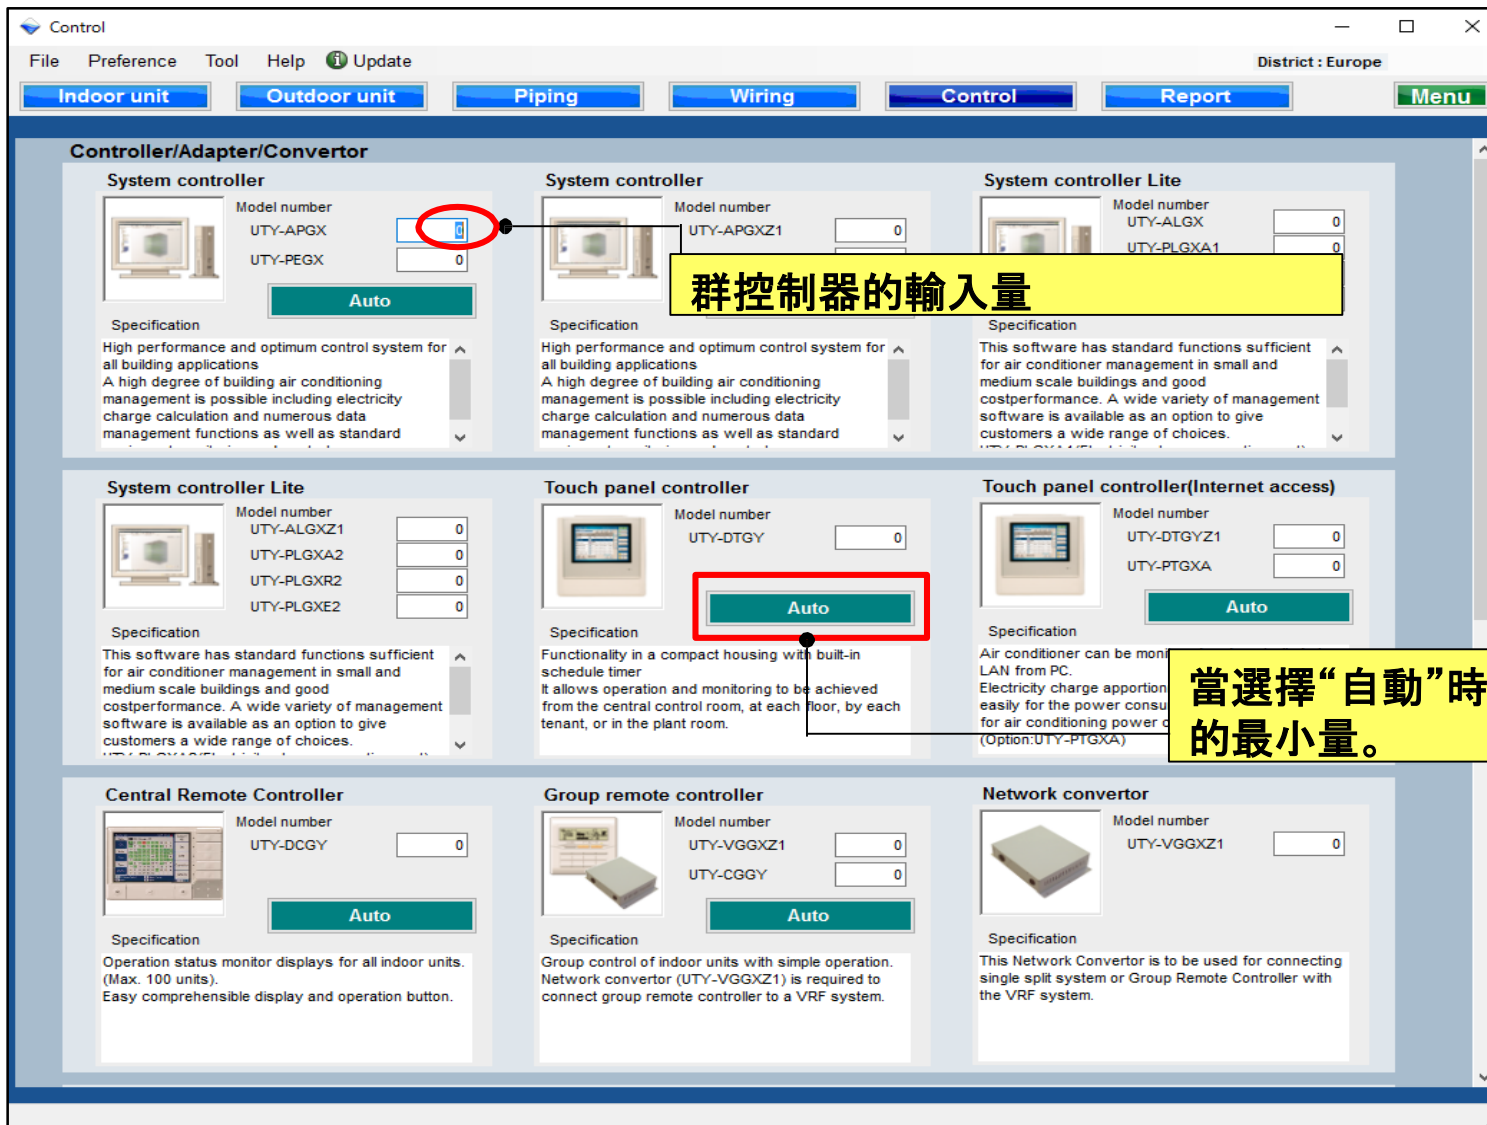 Control
File Preference Tool Help Update
District : Europe
Indoor unit Outdoor unit Piping Wiring Control Report Menu
Controller/Adapter/Convertor
System controller
Model number
UTY-APGX 0
UTY-PEGX 0
Auto
Specification
High performance and optimum control system for
all building applications
A high degree of building air conditioning
management is possible including electricity
charge calculation and numerous data
management functions as well as standard
System controller
Model number
UTY-APGXZ1 0
群控制器的輸入量
Specification
High performance and optimum control system for
all building applications
A high degree of building air conditioning
management is possible including electricity
charge calculation and numerous data
management functions as well as standard
System controller Lite
Model number
UTY-ALGX 0
UTY-PLGXA1 0
Specification
This software has standard functions sufficient
for air conditioner management in small and
medium scale buildings and good
costperformance. A wide variety of management
software is available as an option to give
customers a wide range of choices.
System controller Lite
Model number
UTY-ALGXZ1 0
UTY-PLGXA2 0
UTY-PLGXR2 0
UTY-PLGXE2 0
Specification
This software has standard functions sufficient
for air conditioner management in small and
medium scale buildings and good
costperformance. A wide variety of management
software is available as an option to give
customers a wide range of choices.
Touch panel controller
Model number
UTY-DTGY 0
Auto
Specification
Functionality in a compact housing with built-in
schedule timer
It allows operation and monitoring to be achieved
from the central control room, at each floor, by each
tenant, or in the plant room.
Touch panel controller(Internet access)
Model number
UTY-DTGYZ1 0
UTY-PTGXA 0
Auto
Specification
Air conditioner can be moni
LAN from PC.
Electricity charge apportion
easily for the power consu
for air conditioning power c
(Option:UTY-PTGXA)
當選擇“自動”時
的最小量。
Central Remote Controller
Model number
UTY-DCGY 0
Auto
Specification
Operation status monitor displays for all indoor units.
(Max. 100 units).
Easy comprehensible display and operation button.
Group remote controller
Model number
UTY-VGGXZ1 0
UTY-CGGY 0
Auto
Specification
Group control of indoor units with simple operation.
Network convertor (UTY-VGGXZ1) is required to
connect group remote controller to a VRF system.
Network convertor
Model number
UTY-VGGXZ1 0
Specification
This Network Convertor is to be used for connecting
single split system or Group Remote Controller with
the VRF system.